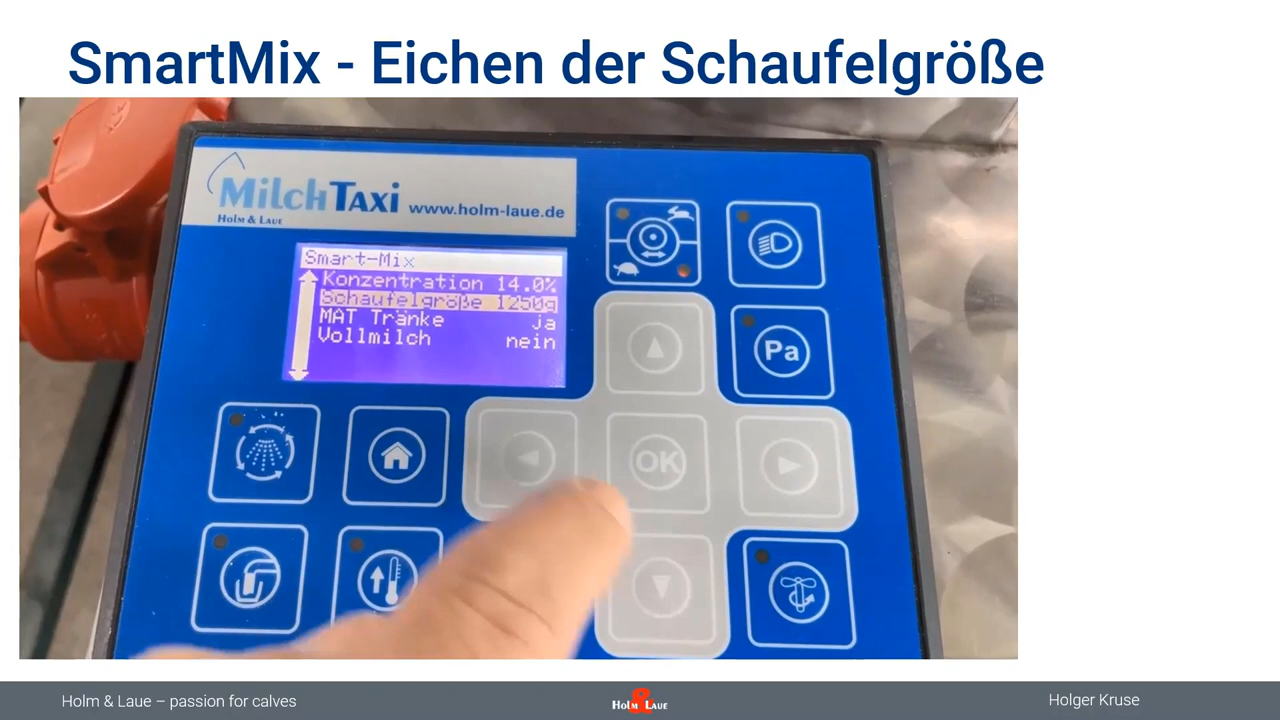 SmartMix - Eichen der Schaufelgröße
MilchTaxi
Holm & Laue
www.holm-laue.de
Smart-Mix
Konzentration 14.0%
Schaufelgröße 1250g
MAT Tränke ja
Vollmilch nein
Pa
OK
Holm & Laue – passion for calves
Holm & Laue
Holger Kruse